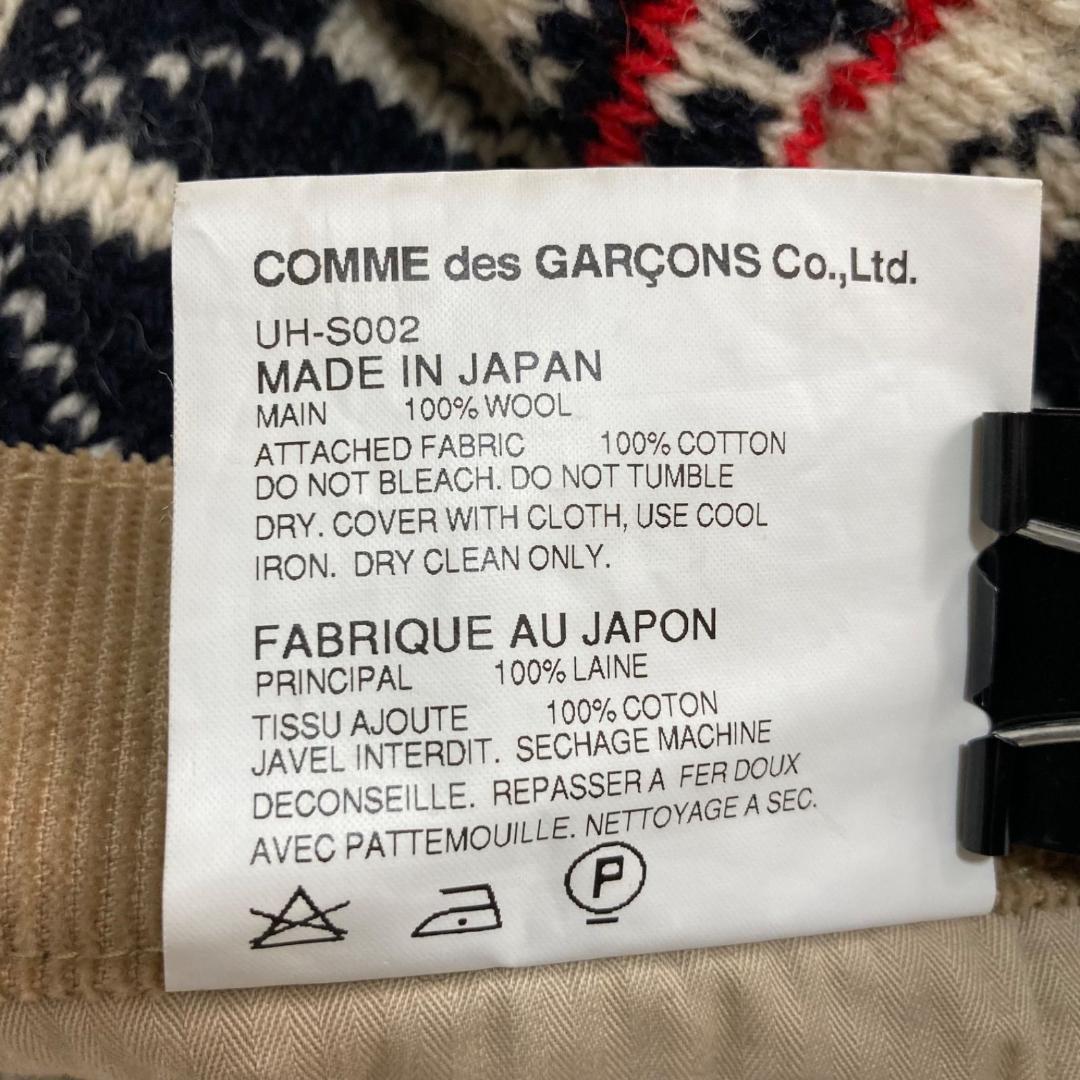 COMME des GARÇONS Co.,Ltd.
UH-S002
MADE IN JAPAN
MAIN 100% WOOL
ATTACHED FABRIC 100% COTTON
DO NOT BLEACH. DO NOT TUMBLE
DRY. COVER WITH CLOTH, USE COOL
IRON. DRY CLEAN ONLY.
FABRIQUE AU JAPON
PRINCIPAL 100% LAINE
TISSU AJOUTE 100% COTON
JAVEL INTERDIT. SECHAGE MACHINE
DECONSEILLE. REPASSER A FER DOUX
AVEC PATTEMOUILLE. NETTOYAGE A SEC.
P